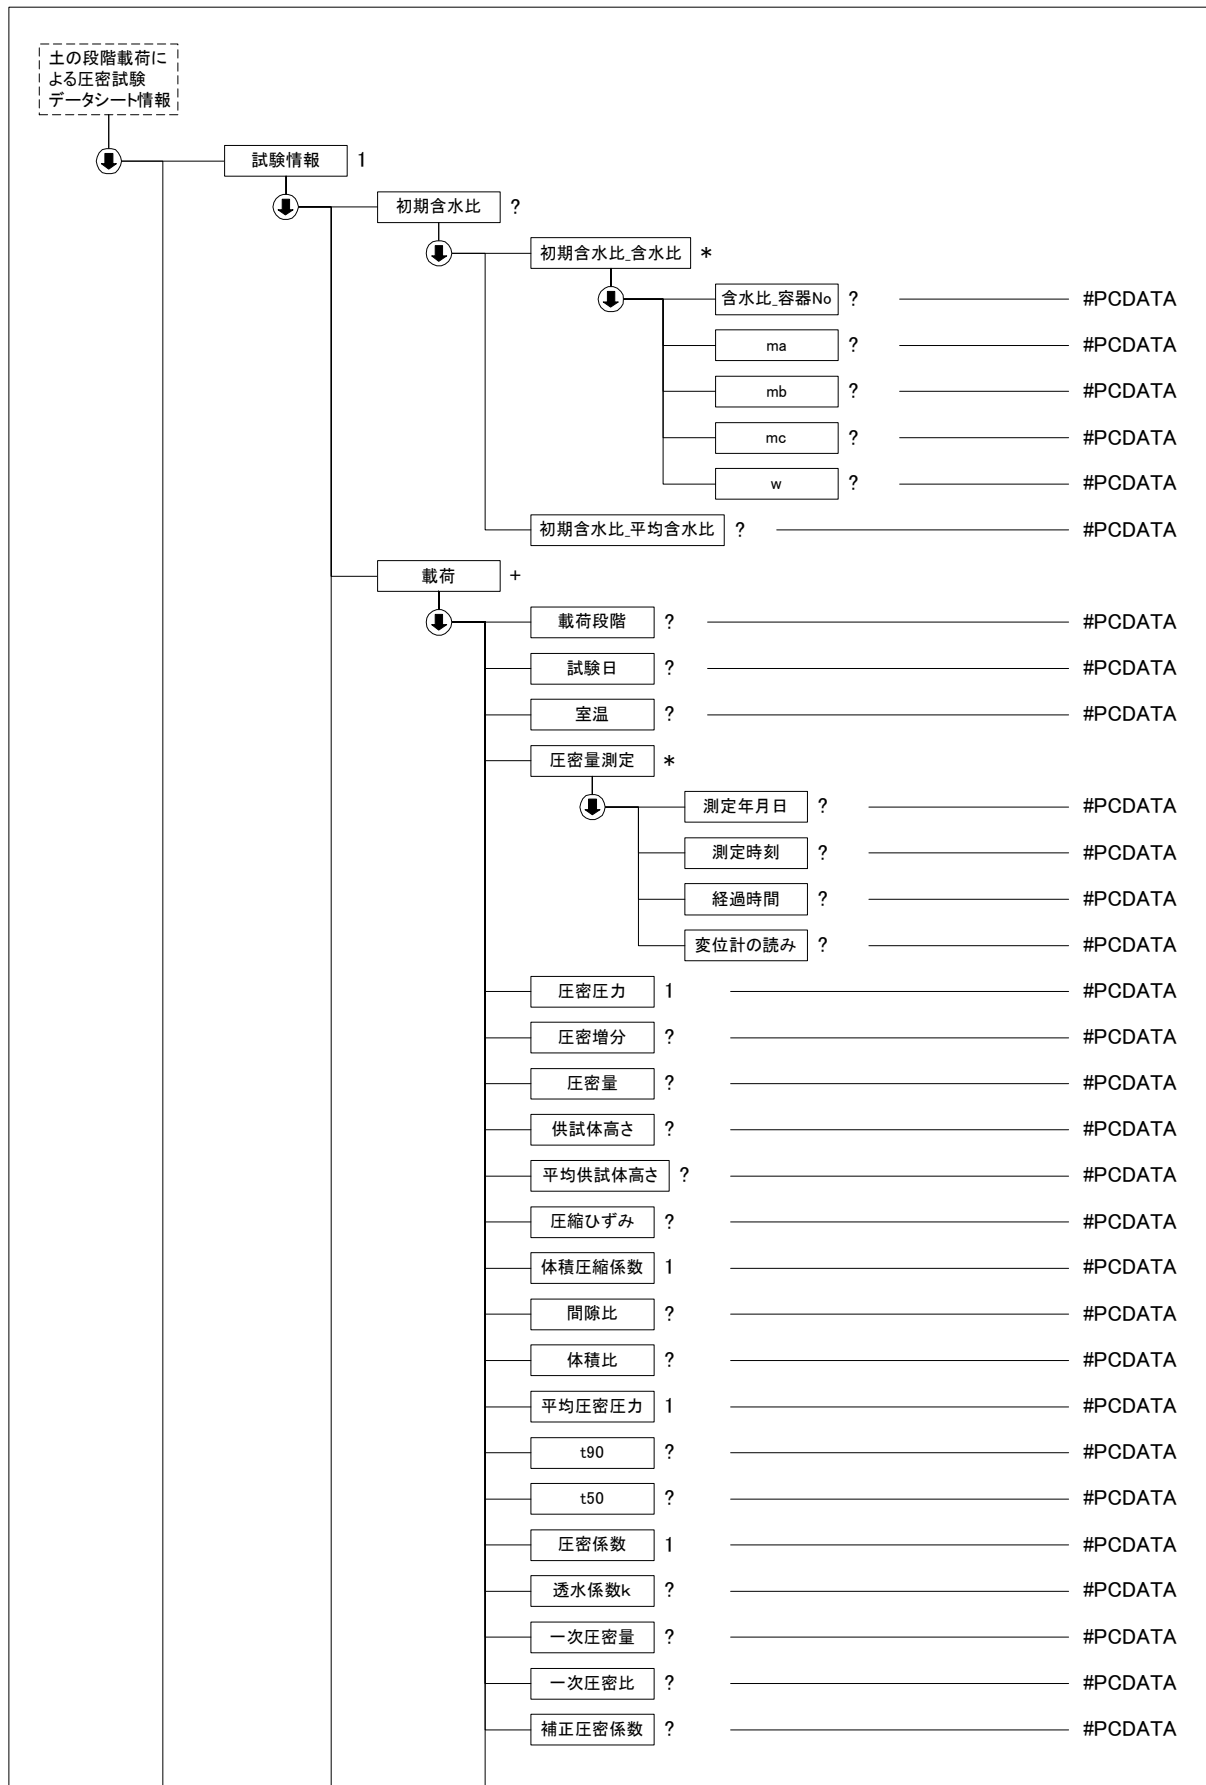 土の段階載荷に
よる圧密試験
データシート情報
試験情報 1
初期含水比 ?
初期含水比_含水比 *
含水比_容器No ? #PCDATA
ma ? #PCDATA
mb ? #PCDATA
mc ? #PCDATA
w ? #PCDATA
初期含水比_平均含水比 ? #PCDATA
載荷 +
載荷段階 ? #PCDATA
試験日 ? #PCDATA
室温 ? #PCDATA
圧密量測定 *
測定年月日 ? #PCDATA
測定時刻 ? #PCDATA
経過時間 ? #PCDATA
変位計の読み ? #PCDATA
圧密圧力 1 #PCDATA
圧密増分 ? #PCDATA
圧密量 ? #PCDATA
供試体高さ ? #PCDATA
平均供試体高さ ? #PCDATA
圧縮ひずみ ? #PCDATA
体積圧縮係数 1 #PCDATA
間隙比 ? #PCDATA
体積比 ? #PCDATA
平均圧密圧力 1 #PCDATA
t90 ? #PCDATA
t50 ? #PCDATA
圧密係数 1 #PCDATA
透水係数k ? #PCDATA
一次圧密量 ? #PCDATA
一次圧密比 ? #PCDATA
補正圧密係数 ? #PCDATA